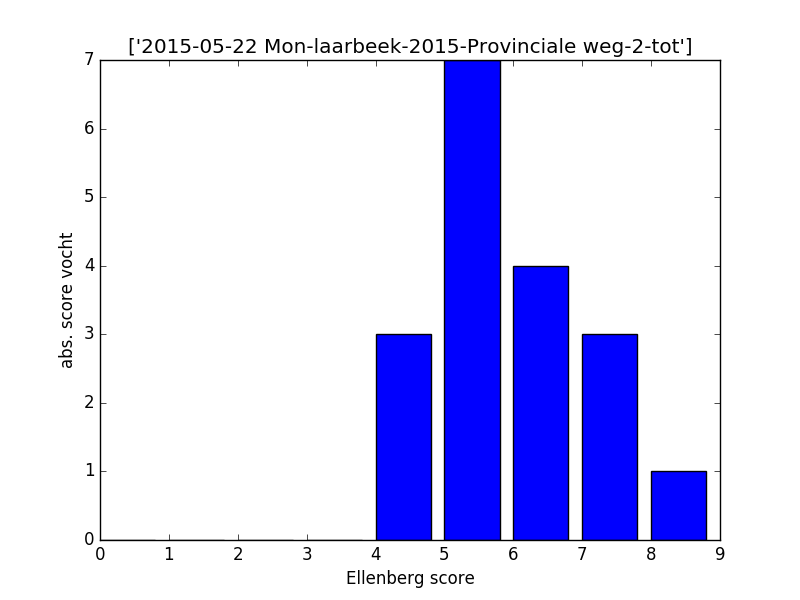 ['2015-05-22 Mon-laarbeek-2015-Provinciale weg-2-tot']
7
6
5
4
3
2
1
0
abs. score vocht
0 1 2 3 4 5 6 7 8 9
Ellenberg score